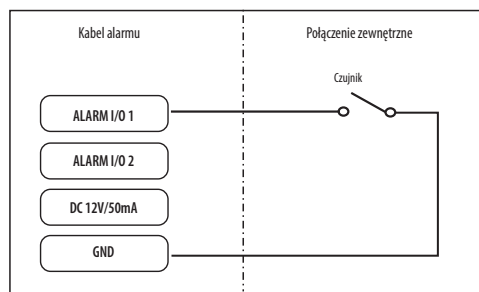 Kabel alarmu
Połączenie zewnętrzne
Czujnik
ALARM I/O 1
ALARM I/O 2
DC 12V/50mA
GND